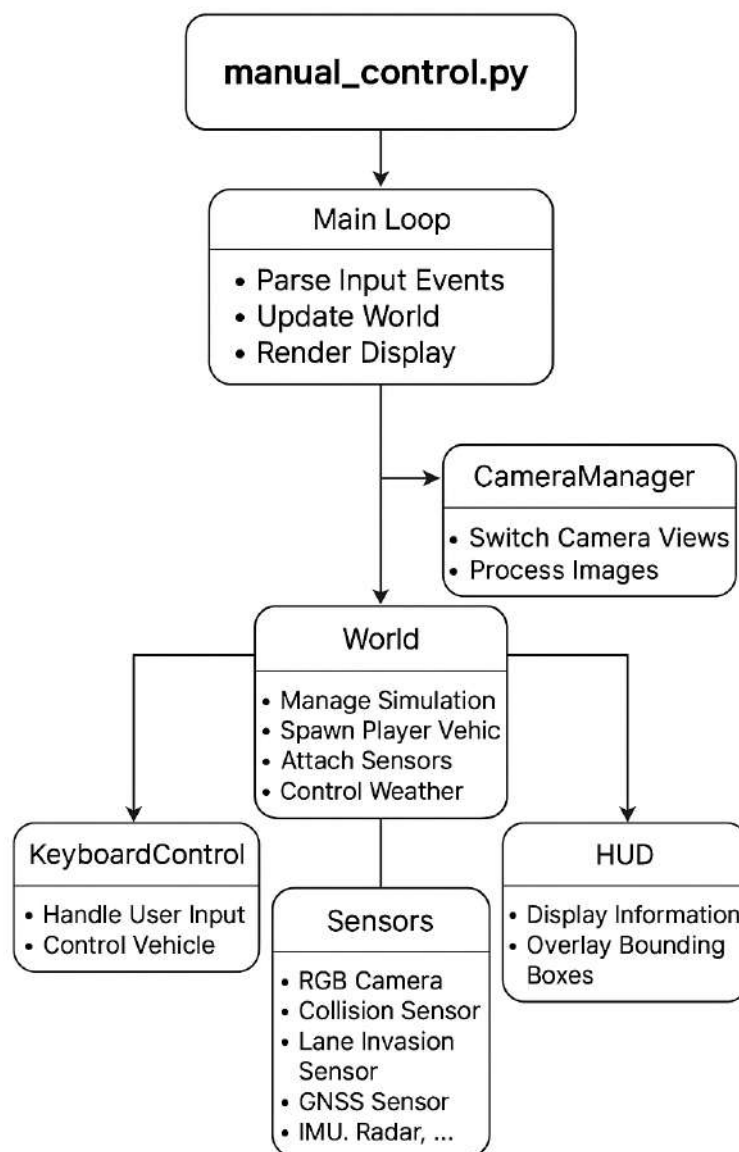 manual_control.py
Main Loop
• Parse Input Events
• Update World
• Render Display
CameraManager
• Switch Camera Views
• Process Images
World
• Manage Simulation
• Spawn Player Vehic
• Attach Sensors
• Control Weather
KeyboardControl
• Handle User Input
• Control Vehicle
Sensors
• RGB Camera
• Collision Sensor
• Lane Invasion
Sensor
• GNSS Sensor
• IMU. Radar, ...
HUD
• Display Information
• Overlay Bounding
Boxes